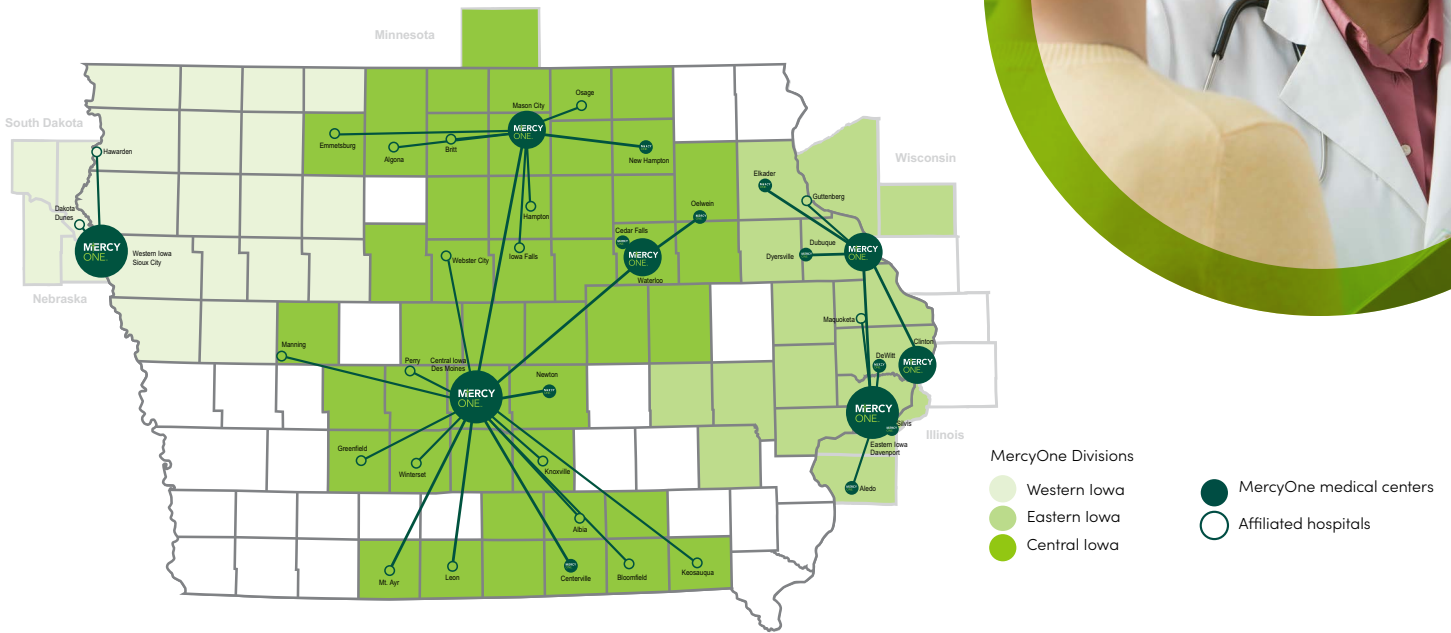 Minnesota
Osage
Mason City
MERCY
ONE.
South Dakota
Emmetsburg
Algona
Britt
New Hampton
Hawarden
Wisconsin
Elkader
Guttenberg
Dakota
Dunes
Hampton
Oelwein
MERCY
ONE.
Western Iowa
Sioux City
Cedar Falls
MERCY
ONE.
Waterloo
Webster City
Iowa Falls
Dubuque
Dyersville
MERCY
ONE.
Nebraska
Maquoketa
Manning
Perry
Central Iowa
Des Moines
Newton
MERCY
ONE.
DeWitt
Clinton
MERCY
ONE.
MERCY
ONE.
Silvis
Eastern Iowa
Davenport
Illinois
Greenfield
Winterset
Knoxville
Aledo
Albia
Mt. Ayr
Leon
Centerville
Bloomfield
Keosauqua
MercyOne Divisions
Western Iowa
Eastern Iowa
Central Iowa
MercyOne medical centers
Affiliated hospitals